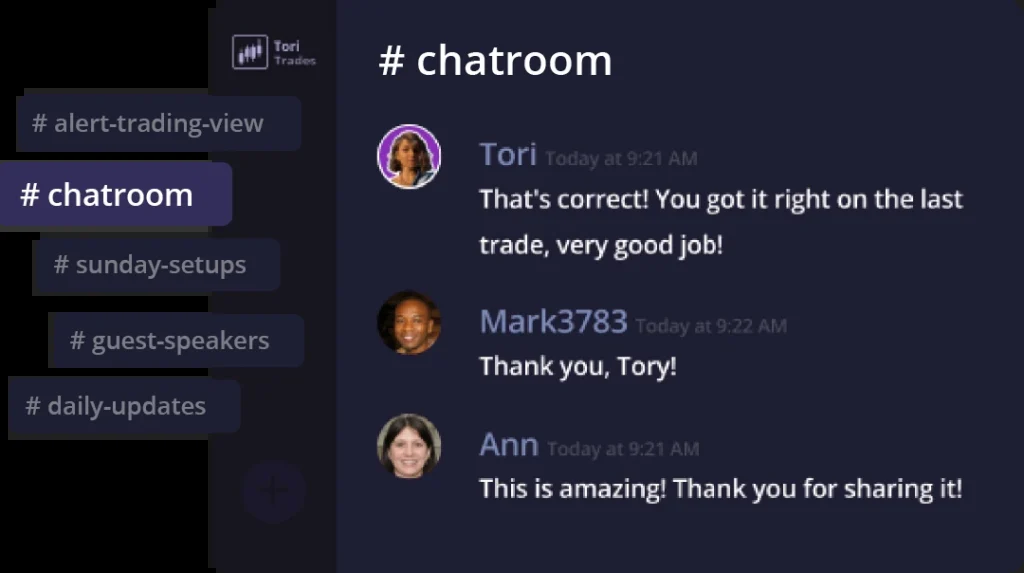 Tori
Trades
# alert-trading-view
# chatroom
# sunday-setups
# guest-speakers
# daily-updates
# chatroom
Tori Today at 9:21 AM
That's correct! You got it right on the last
trade, very good job!
Mark3783 Today at 9:22 AM
Thank you, Tory!
Ann Today at 9:21 AM
This is amazing! Thank you for sharing it!